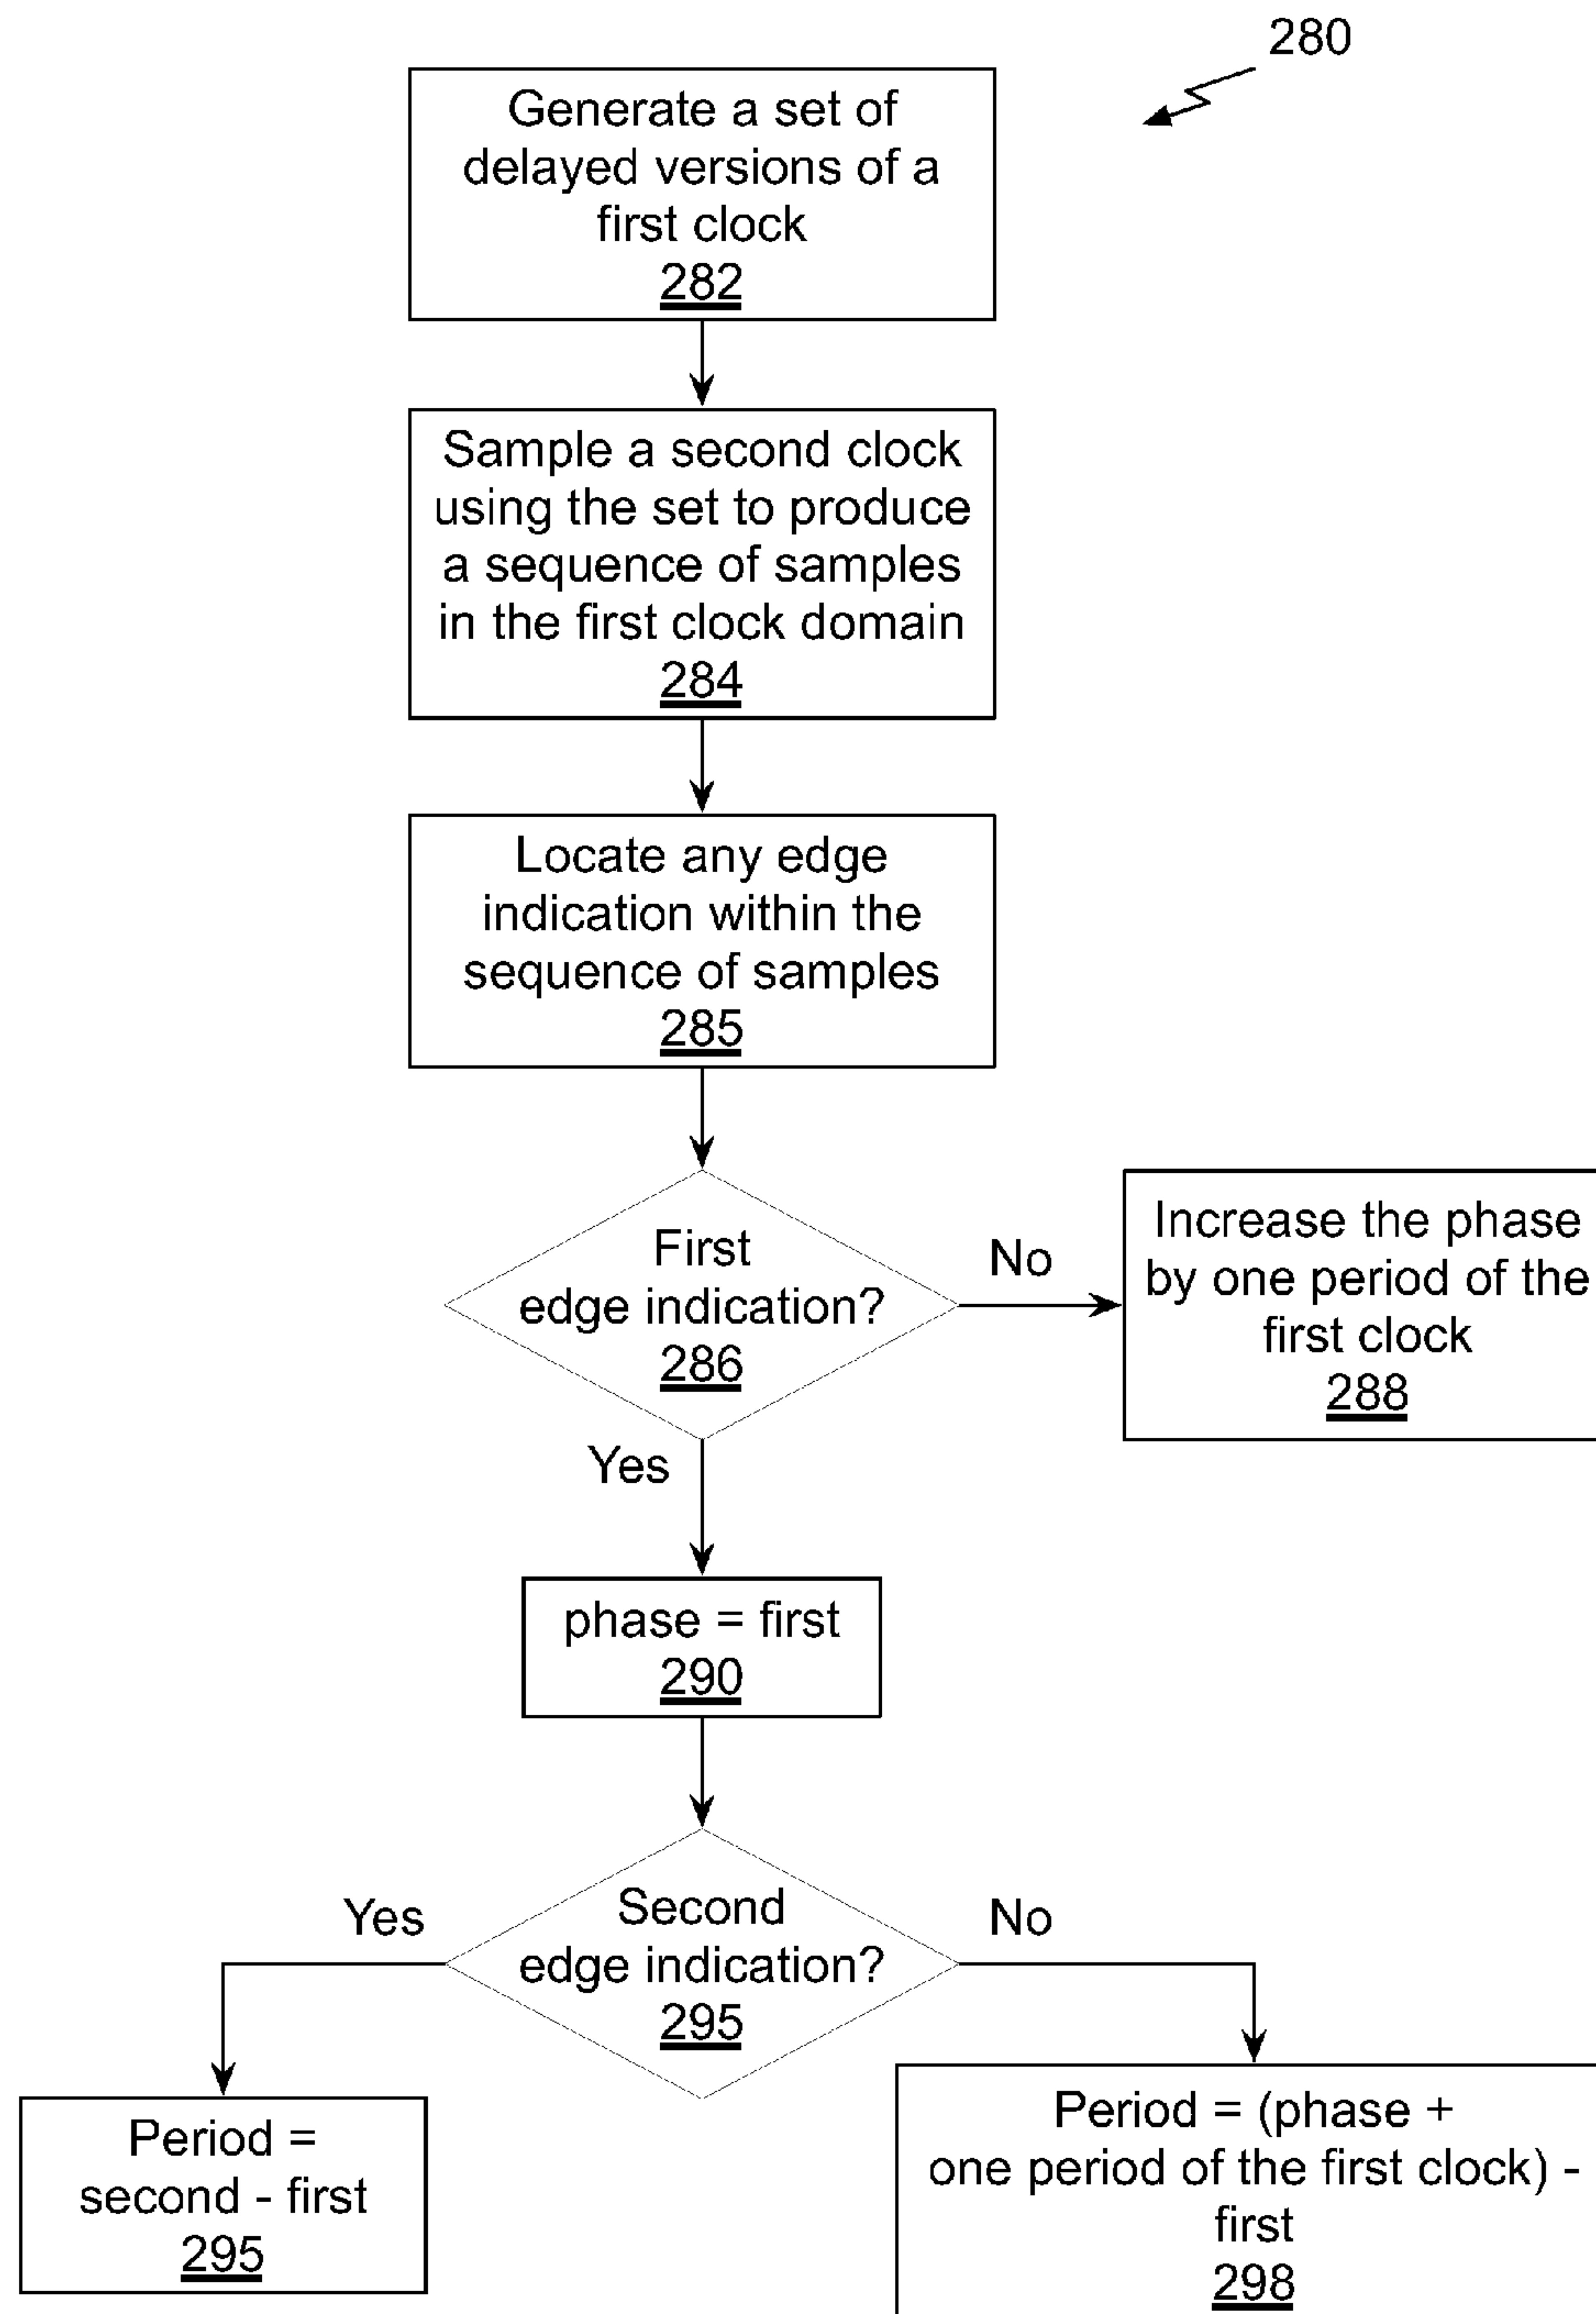 280
Generate a set of
delayed versions of a
first clock
282
Sample a second clock
using the set to produce
a sequence of samples
in the first clock domain
284
Locate any edge
indication within the
sequence of samples
285
First
edge indication?
286
No
Increase the phase
by one period of the
first clock
288
Yes
phase = first
290
Second
edge indication?
295
Yes
No
Period =
second - first
295
Period = (phase +
one period of the first clock) -
first
298